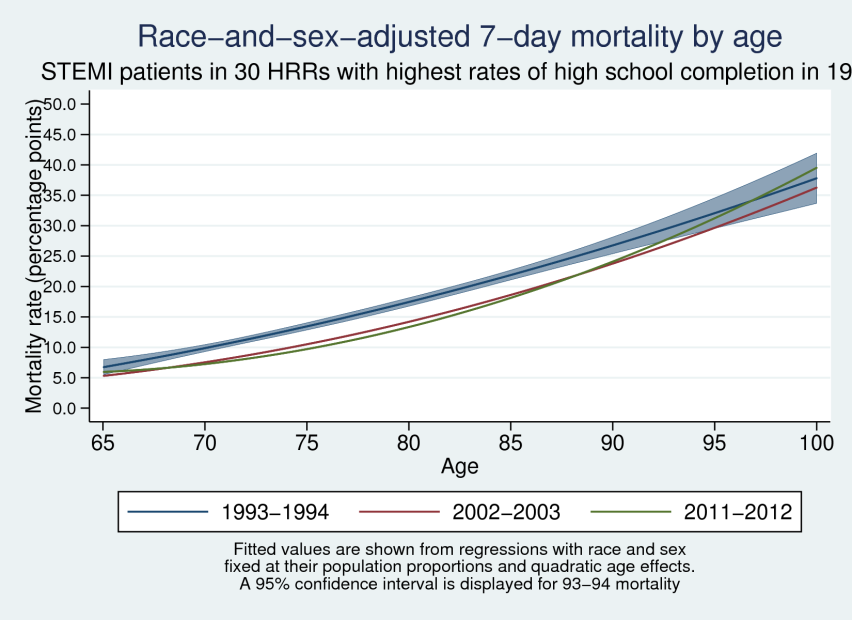 Race−and−sex−adjusted 7−day mortality by age
STEMI patients in 30 HRRs with highest rates of high school completion in 19
Mortality rate (percentage points)
50.0
45.0
40.0
35.0
30.0
25.0
20.0
15.0
10.0
5.0
0.0
65 70 75 80 85 90 95 100
Age
1993−1994 2002−2003 2011−2012
Fitted values are shown from regressions with race and sex
fixed at their population proportions and quadratic age effects.
A 95% confidence interval is displayed for 93−94 mortality